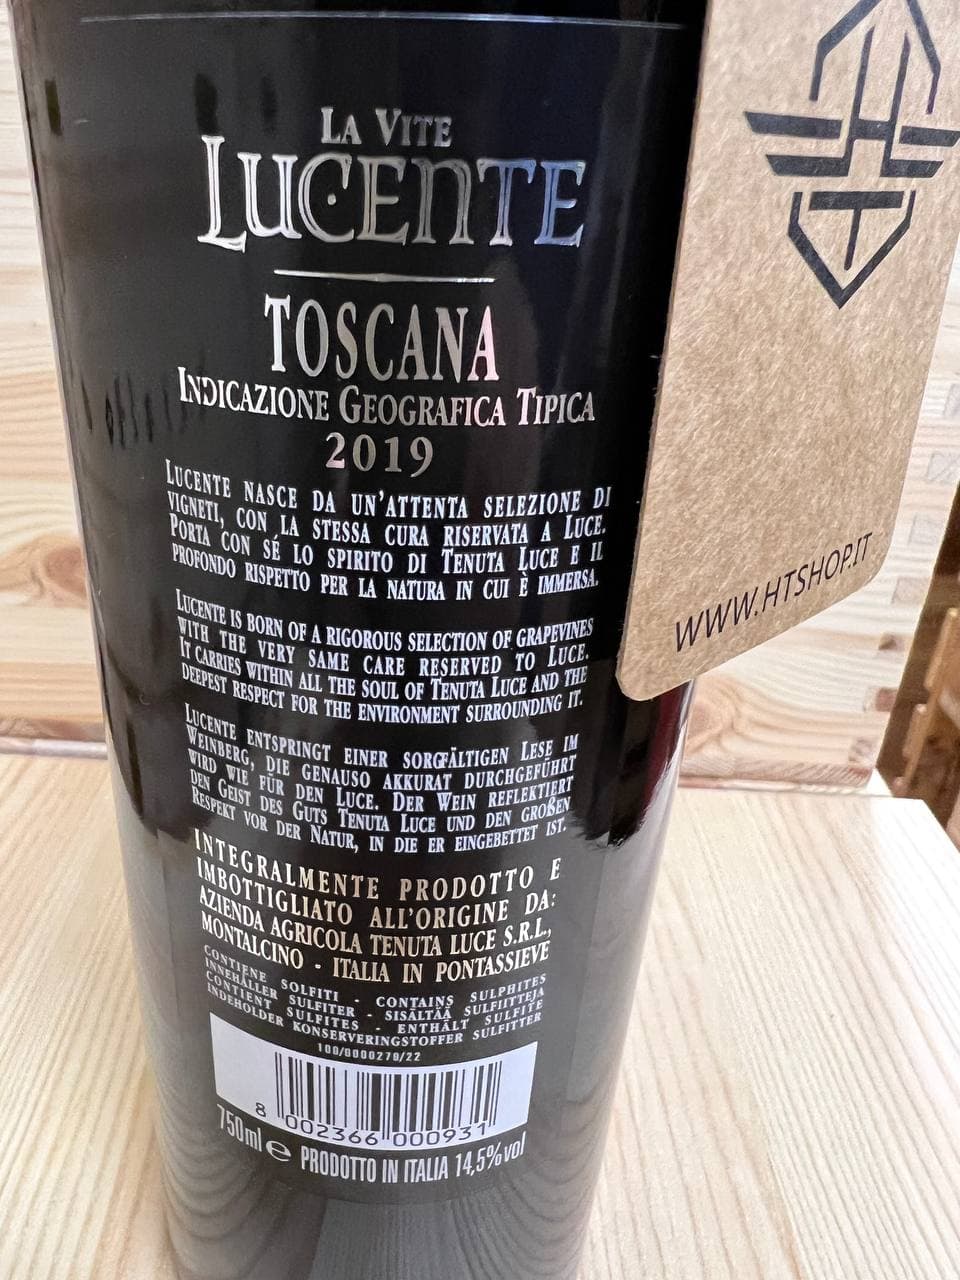 La Vite
Lucente
Toscana
Indicazione Geografica Tipica
2019
Lucente nasce da un'attenta selezione di
vigneti, con la stessa cura riservata a Luce.
Porta con sé lo spirito di Tenuta Luce e il
profondo rispetto per la natura in cui è immersa.
Lucente is born of a rigorous selection of grapevines
with the very same care reserved to Luce.
It carries within all the soul of Tenuta Luce and the
deepest respect for the environment surrounding it.
Lucente entspringt einer sorgfältigen Lese im
Weinberg, die genauso akkurat durchgeführt
wird wie für den Luce. Der Wein reflektiert
den Geist des Guts Tenuta Luce und den großen
Respekt vor der Natur, in die er eingebettet ist.
INTEGRALMENTE PRODOTTO E
IMBOTTIGLIATO ALL'ORIGINE DA:
AZIENDA AGRICOLA TENUTA LUCE S.R.L.,
MONTALCINO - ITALIA IN PONTASSIEVE
CONTIENE SOLFITI - CONTAINS SULPHITES
INNEHÅLLER SULFITER - SISÄLTÄÄ SULFIITTEJA
CONTIENT SULFITES - ENTHÄLT SULFITE
INDEHOLDER KONSERVERINGSTOFFER SULFITTER
100/0000279/22
8 002366 000931
750ml e PRODOTTO IN ITALIA 14,5%vol
WWW.HTSHOP.IT